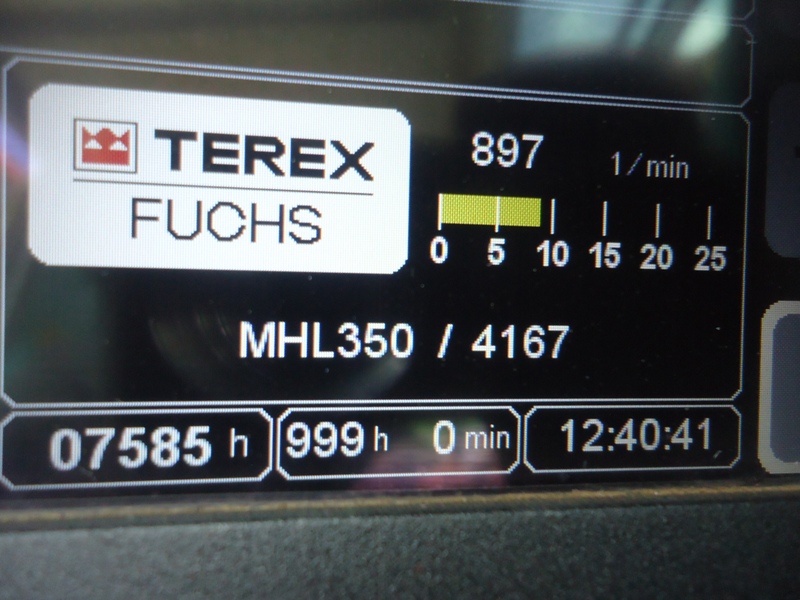 TEREX
FUCHS
897 1/min
0 5 10 15 20 25
MHL350 / 4167
07585 h 999 h 0 min 12:40:41